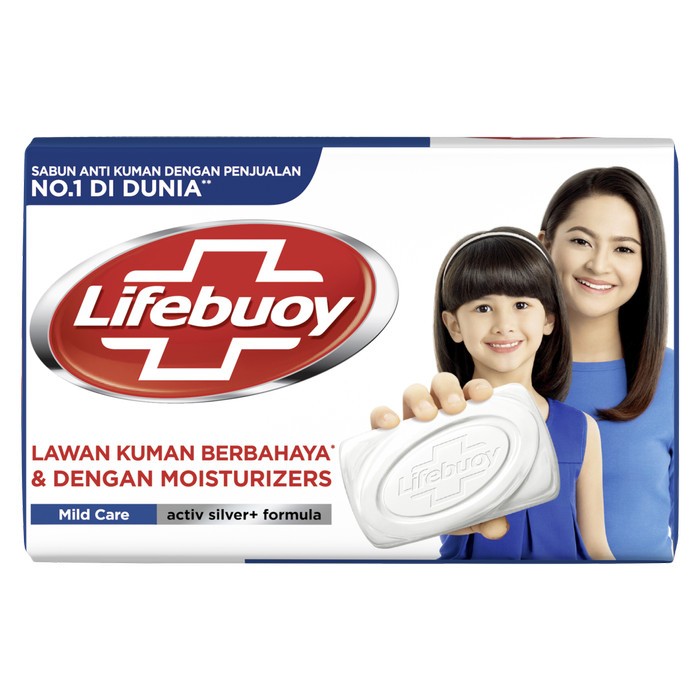 SABUN ANTI KUMAN DENGAN PENJUALAN
NO.1 DI DUNIA**
Lifebuoy
LAWAN KUMAN BERBAHAYA*
& DENGAN MOISTURIZERS
Mild Care activ silver+ formula
Lifebuoy